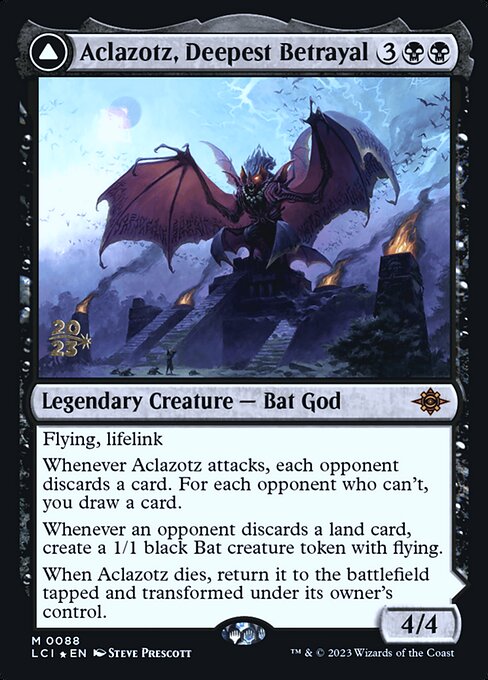 Aclazotz, Deepest Betrayal 3
2023
Legendary Creature — Bat God
Flying, lifelink
Whenever Aclazotz attacks, each opponent
discards a card. For each opponent who can't,
you draw a card.
Whenever an opponent discards a land card,
create a 1/1 black Bat creature token with flying.
When Aclazotz dies, return it to the battlefield
tapped and transformed under its owner's
control.
4/4
M 0088
LCI ★ EN STEVE PRESCOTT
™ & © 2023 Wizards of the Coast